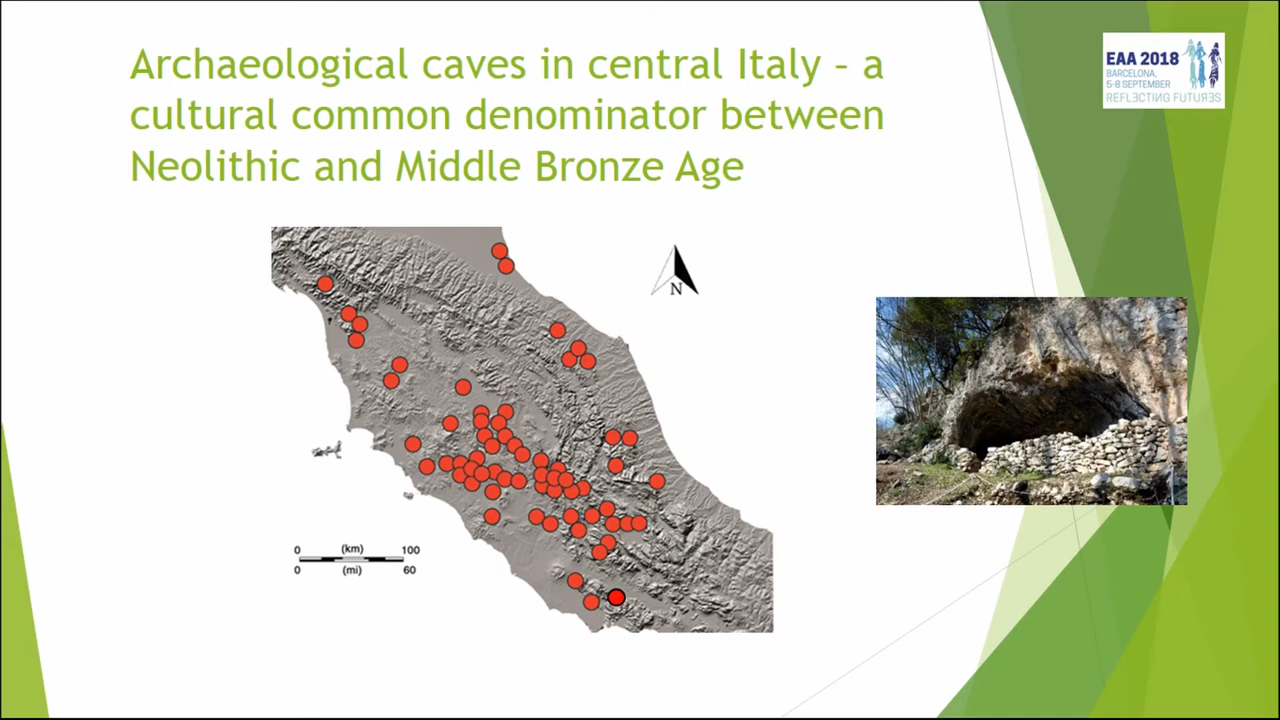 Archaeological caves in central Italy – a
cultural common denominator between
Neolithic and Middle Bronze Age
EAA 2018
BARCELONA,
5-8 SEPTEMBER
REFLECTING FUTURES
N
0 (km) 100
0 (mi) 60